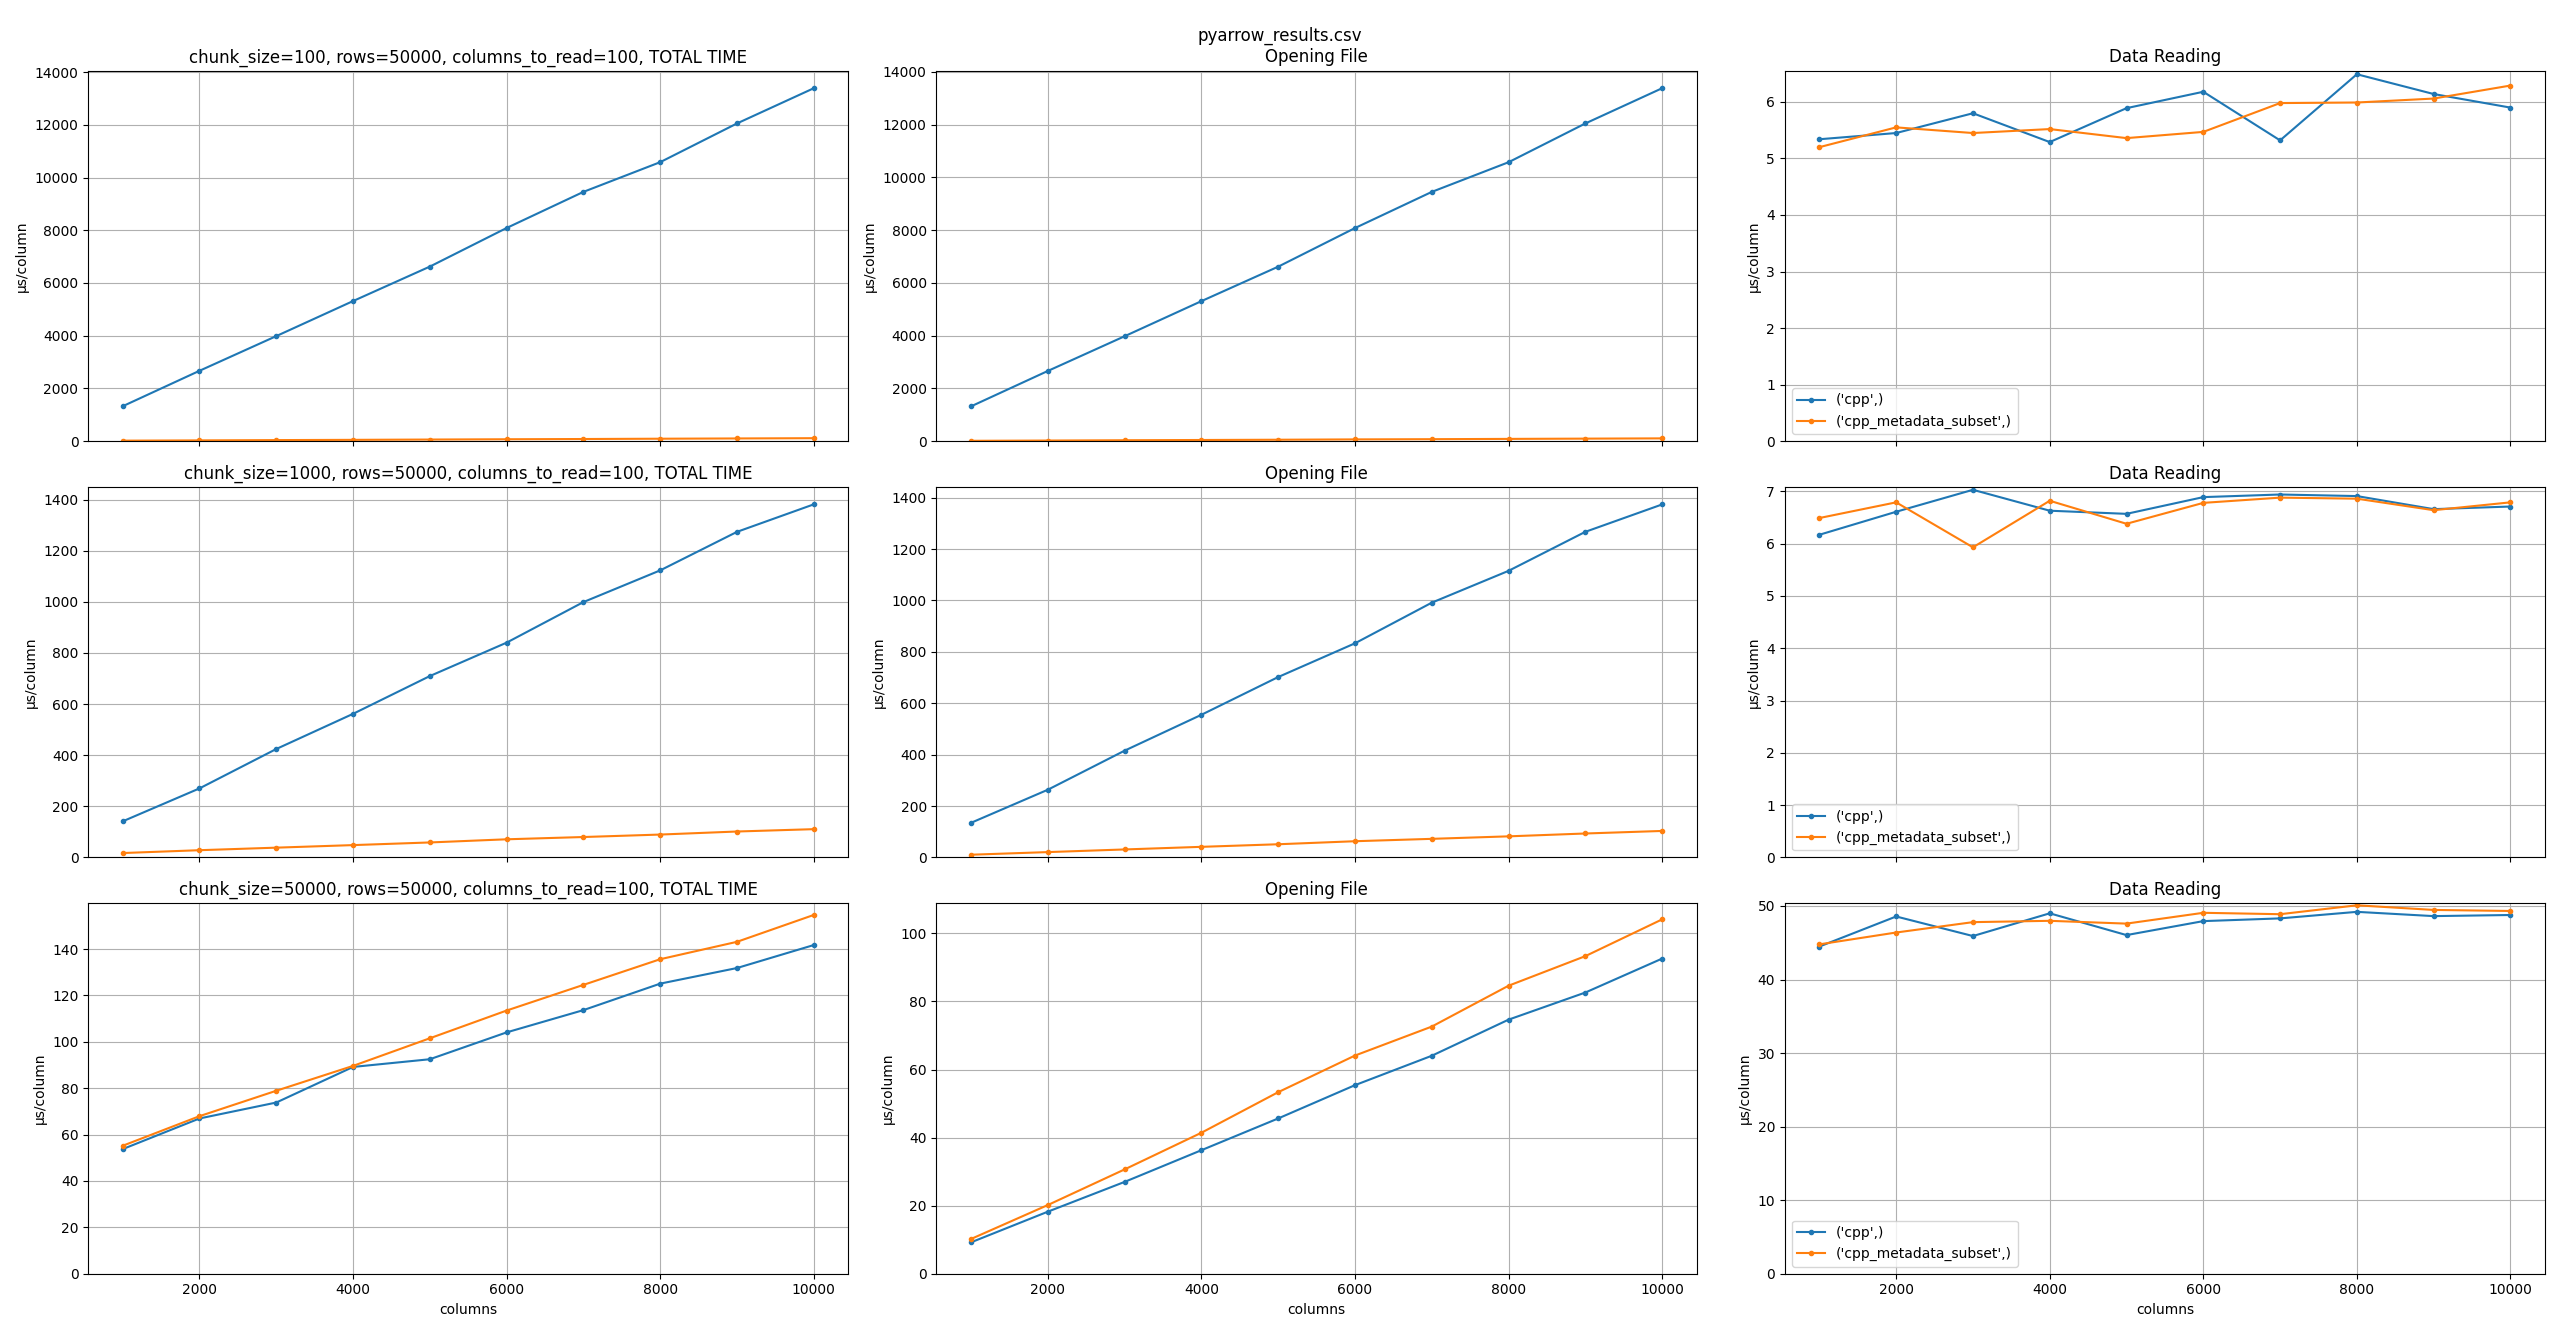 pyarrow_results.csv
chunk_size=100, rows=50000, columns_to_read=100, TOTAL TIME
Opening File
Data Reading
14000
12000
10000
8000
6000
4000
2000
0
µs/column
14000
12000
10000
8000
6000
4000
2000
0
µs/column
6
5
4
3
2
1
0
µs/column
('cpp',)
('cpp_metadata_subset',)
chunk_size=1000, rows=50000, columns_to_read=100, TOTAL TIME
Opening File
Data Reading
1400
1200
1000
800
600
400
200
0
µs/column
1400
1200
1000
800
600
400
200
0
µs/column
7
6
5
4
3
2
1
0
µs/column
('cpp',)
('cpp_metadata_subset',)
chunk_size=50000, rows=50000, columns_to_read=100, TOTAL TIME
Opening File
Data Reading
140
120
100
80
60
40
20
0
µs/column
2000 4000 6000 8000 10000
columns
100
80
60
40
20
0
µs/column
2000 4000 6000 8000 10000
columns
50
40
30
20
10
0
µs/column
('cpp',)
('cpp_metadata_subset',)
2000 4000 6000 8000 10000
columns